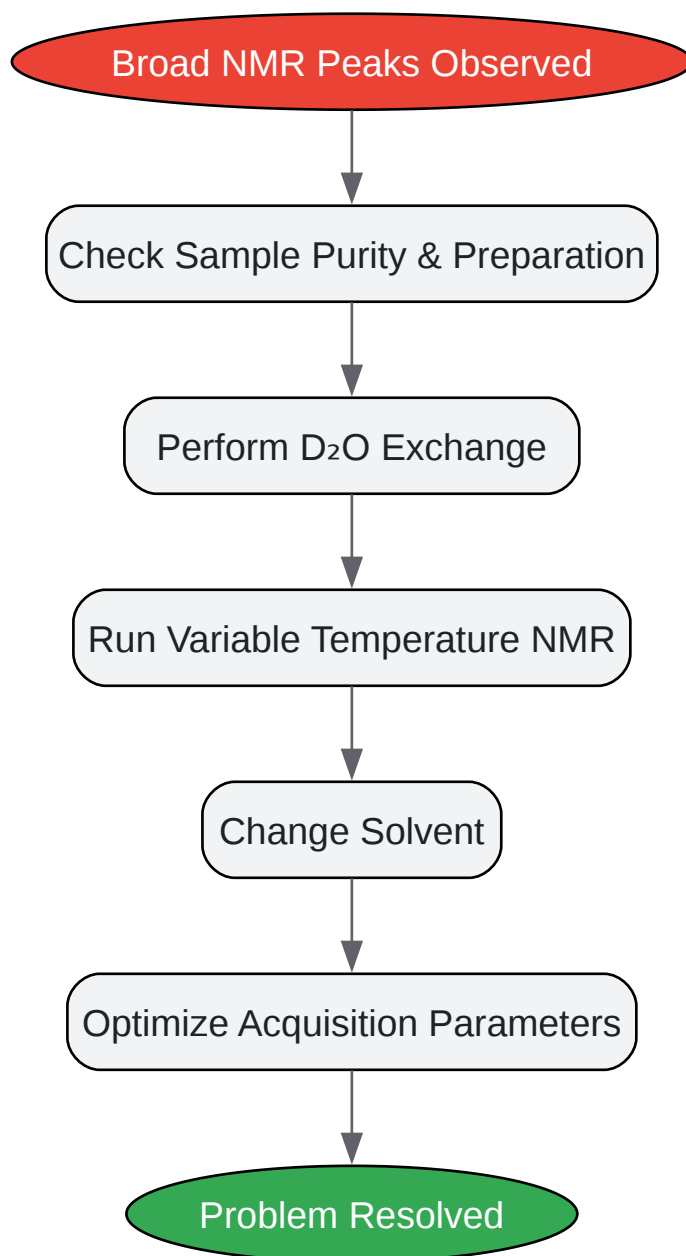 Broad NMR Peaks Observed
Check Sample Purity & Preparation
Perform D₂O Exchange
Run Variable Temperature NMR
Change Solvent
Optimize Acquisition Parameters
Problem Resolved